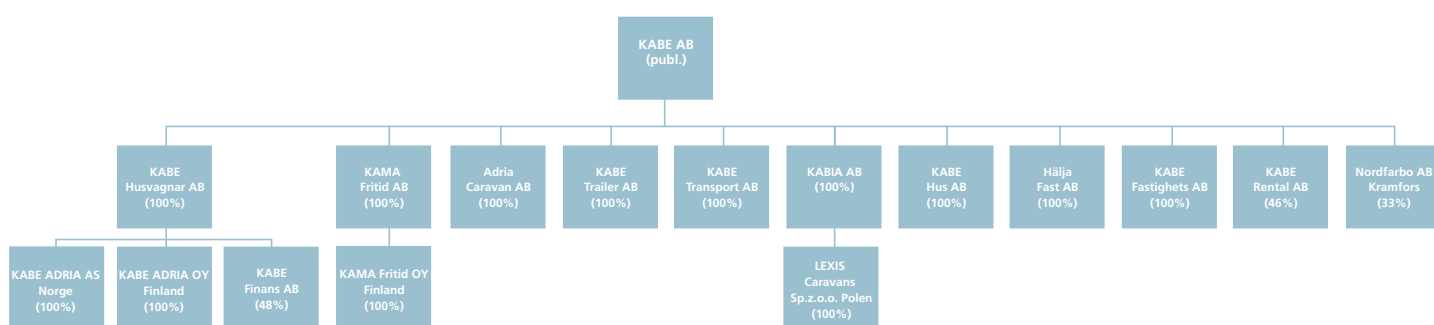 KABE AB
(publ.)
KABE
Husvagnar AB
(100%)
KAMA
Fritid AB
(100%)
Adria
Caravan AB
(100%)
KABE
Trailer AB
(100%)
KABE
Transport AB
(100%)
KABIA AB
(100%)
KABE
Hus AB
(100%)
Hälja
Fast AB
(100%)
KABE
Fastighets AB
(100%)
KABE
Rental AB
(46%)
Nordfarbo AB
Kramfors
(33%)
KABE ADRIA AS
Norge
(100%)
KABE ADRIA OY
Finland
(100%)
KABE
Finans AB
(48%)
KAMA Fritid OY
Finland
(100%)
LEXIS
Caravans
Sp.z.o.o. Polen
(100%)